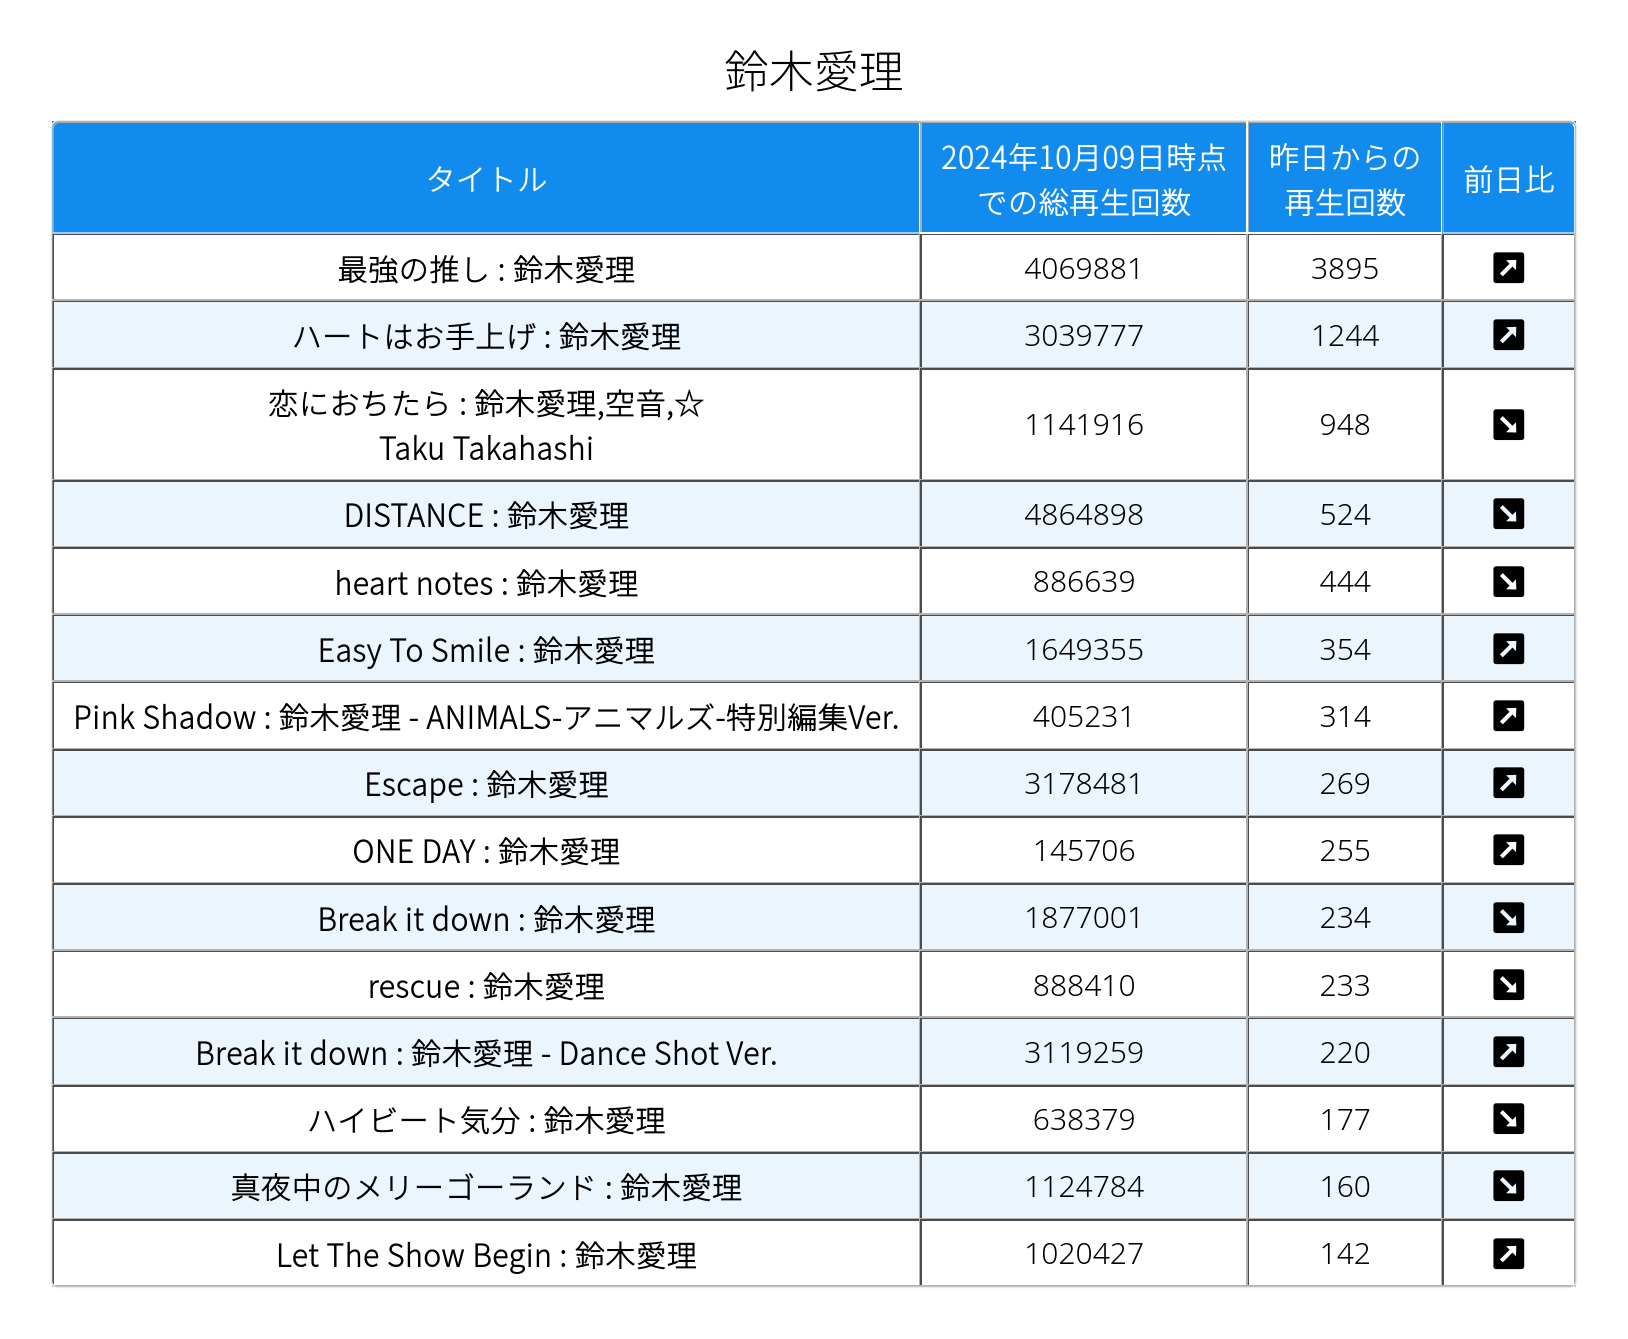 鈴木愛理
タイトル
2024年10月09日時点
での総再生回数
昨日からの
再生回数
前日比
最強の推し : 鈴木愛理 4069881 3895
ハートはお手上げ : 鈴木愛理 3039777 1244
恋におちたら : 鈴木愛理,空音,☆
Taku Takahashi 1141916 948
DISTANCE : 鈴木愛理 4864898 524
heart notes : 鈴木愛理 886639 444
Easy To Smile : 鈴木愛理 1649355 354
Pink Shadow : 鈴木愛理 - ANIMALS-アニマルズ-特別編集Ver. 405231 314
Escape : 鈴木愛理 3178481 269
ONE DAY : 鈴木愛理 145706 255
Break it down : 鈴木愛理 1877001 234
rescue : 鈴木愛理 888410 233
Break it down : 鈴木愛理 - Dance Shot Ver. 3119259 220
ハイビート気分 : 鈴木愛理 638379 177
真夜中のメリーゴーランド : 鈴木愛理 1124784 160
Let The Show Begin : 鈴木愛理 1020427 142